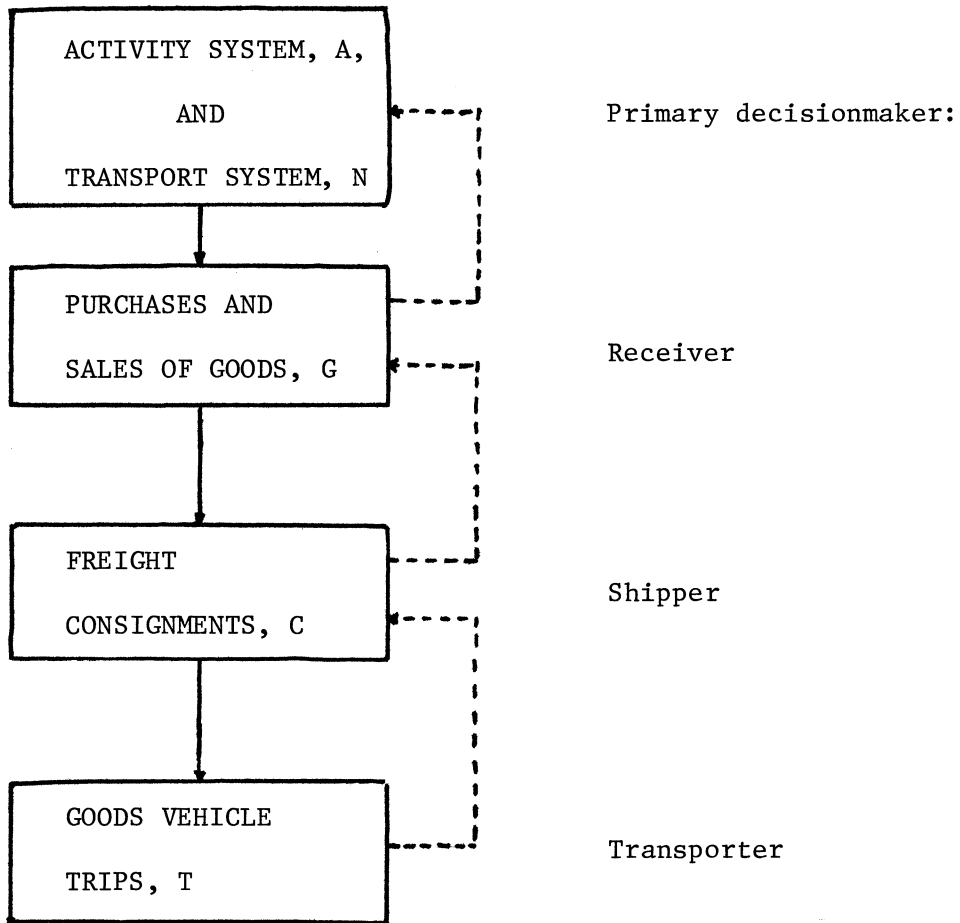 ACTIVITY SYSTEM, A,
AND
TRANSPORT SYSTEM, N
Primary decisionmaker:
PURCHASES AND
SALES OF GOODS, G
Receiver
FREIGHT
CONSIGNMENTS, C
Shipper
GOODS VEHICLE
TRIPS, T
Transporter